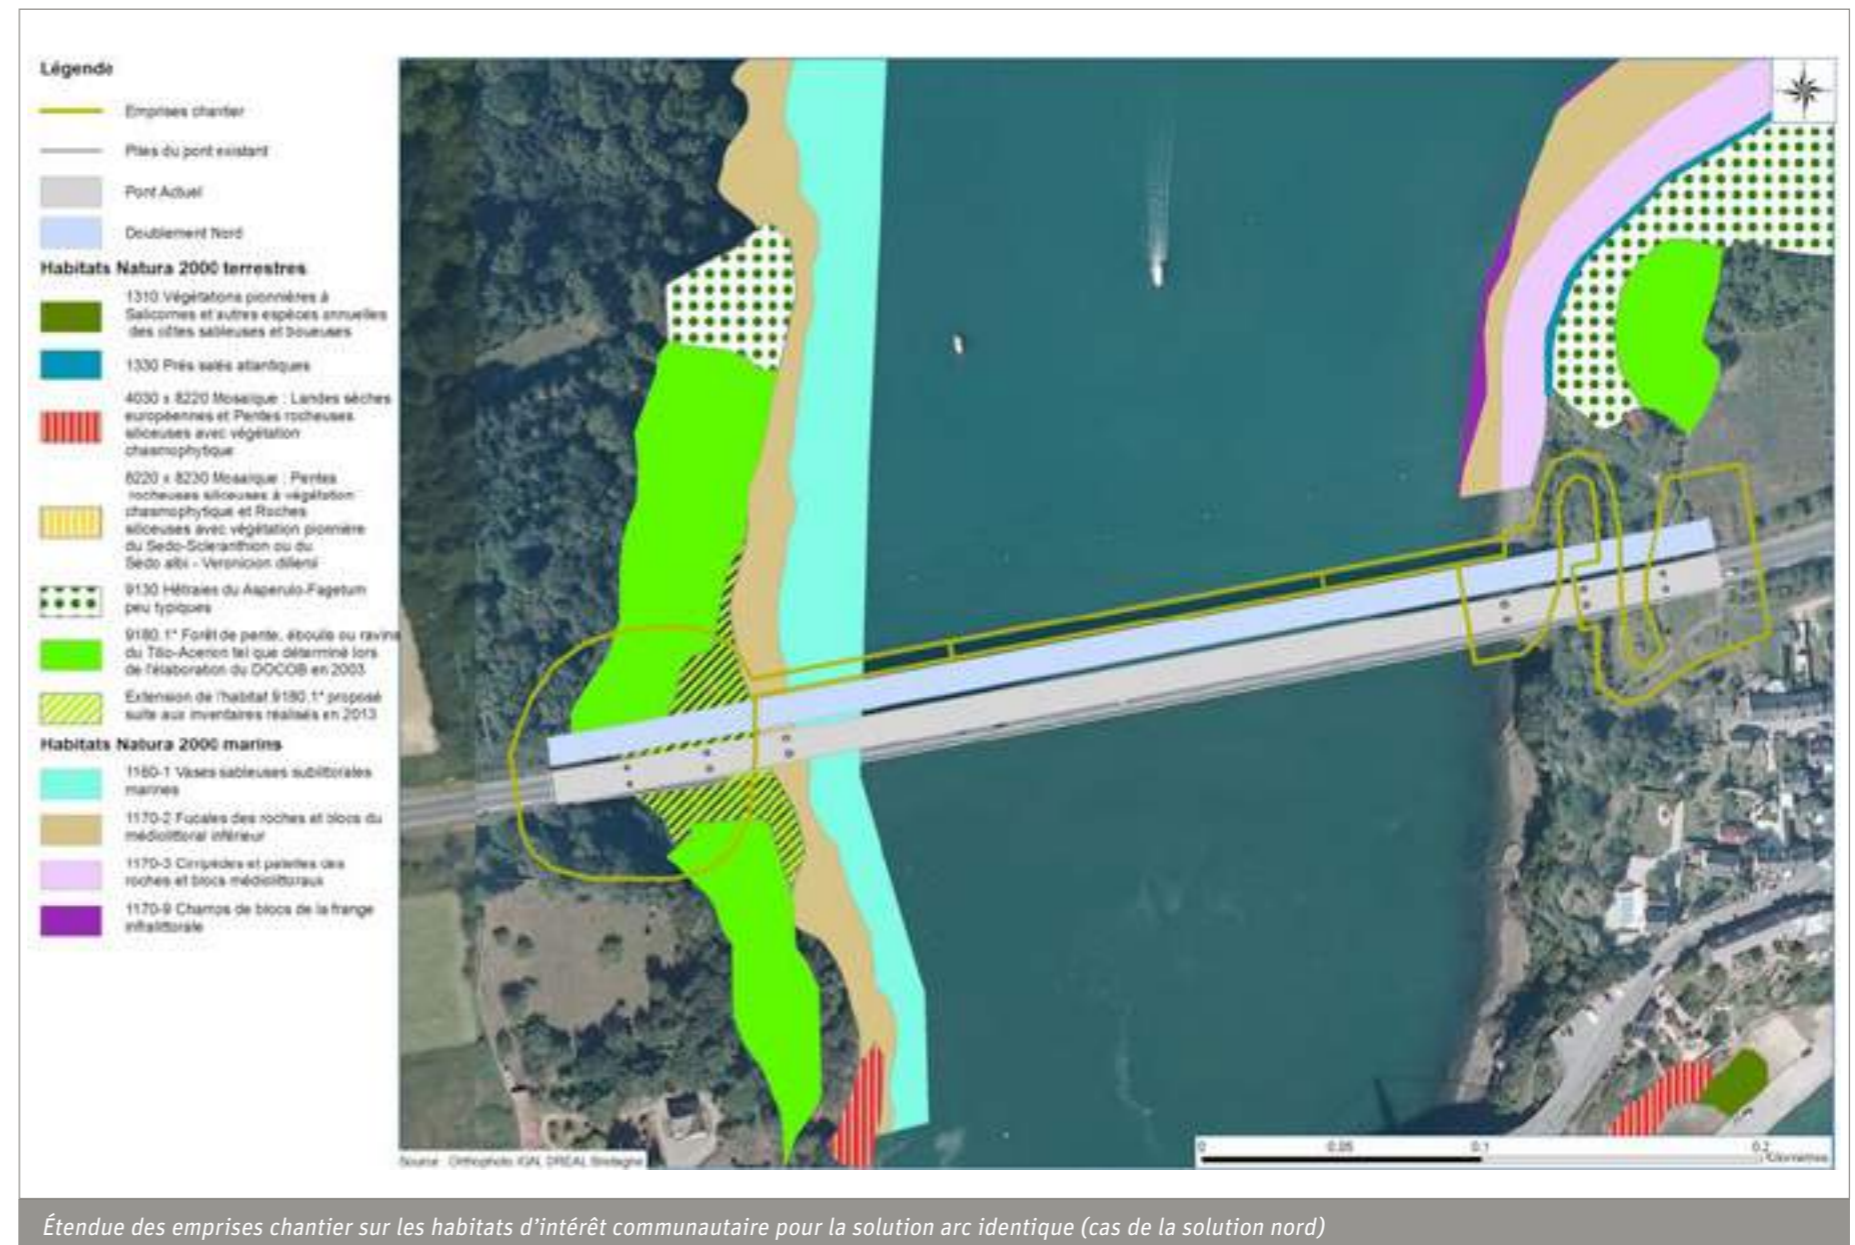 Légende
Emprises chantier
Piles du pont existant
Pont Actuel
Doublement Nord
Habitats Natura 2000 terrestres
1310 Végétations pionnières à
Salicornes et autres espèces annuelles
des côtes sableuses et boueuses
1330 Prés salés atlantiques
4030 x 8220 Mosaïque : Landes sèches
européennes et Pentes rocheuses
siliceuses avec végétation
chasmophytique
8220 x 8230 Mosaïque : Pentes
rocheuses siliceuses à végétation
chasmophytique et Roches
siliceuses avec végétation pionnière
du Sedo-Scleranthion ou du
Sedo albi - Veronicion dillenii
9130 Hêtraies du Asperulo-Fagetum
peu typiques
9180.1* Forêt de pente, éboulis ou ravins
du Tilio-Acerion tel que déterminé lors
de l'élaboration du DOCOB en 2003
Extension de l'habitat 9180.1* proposé
suite aux inventaires réalisés en 2013
Habitats Natura 2000 marins
1160-1 Vases sableuses sublittorales
marines
1170-2 Fucales des roches et blocs du
médiolittoral inférieur
1170-3 Cirripèdes et patelles des
roches et blocs médiolittoraux
1170-9 Champs de blocs de la frange
infralittorale
Source : Orthophoto IGN, DREAL Bretagne
0 0.05 0.1 0.2
Kilomètres
Étendue des emprises chantier sur les habitats d'intérêt communautaire pour la solution arc identique (cas de la solution nord)